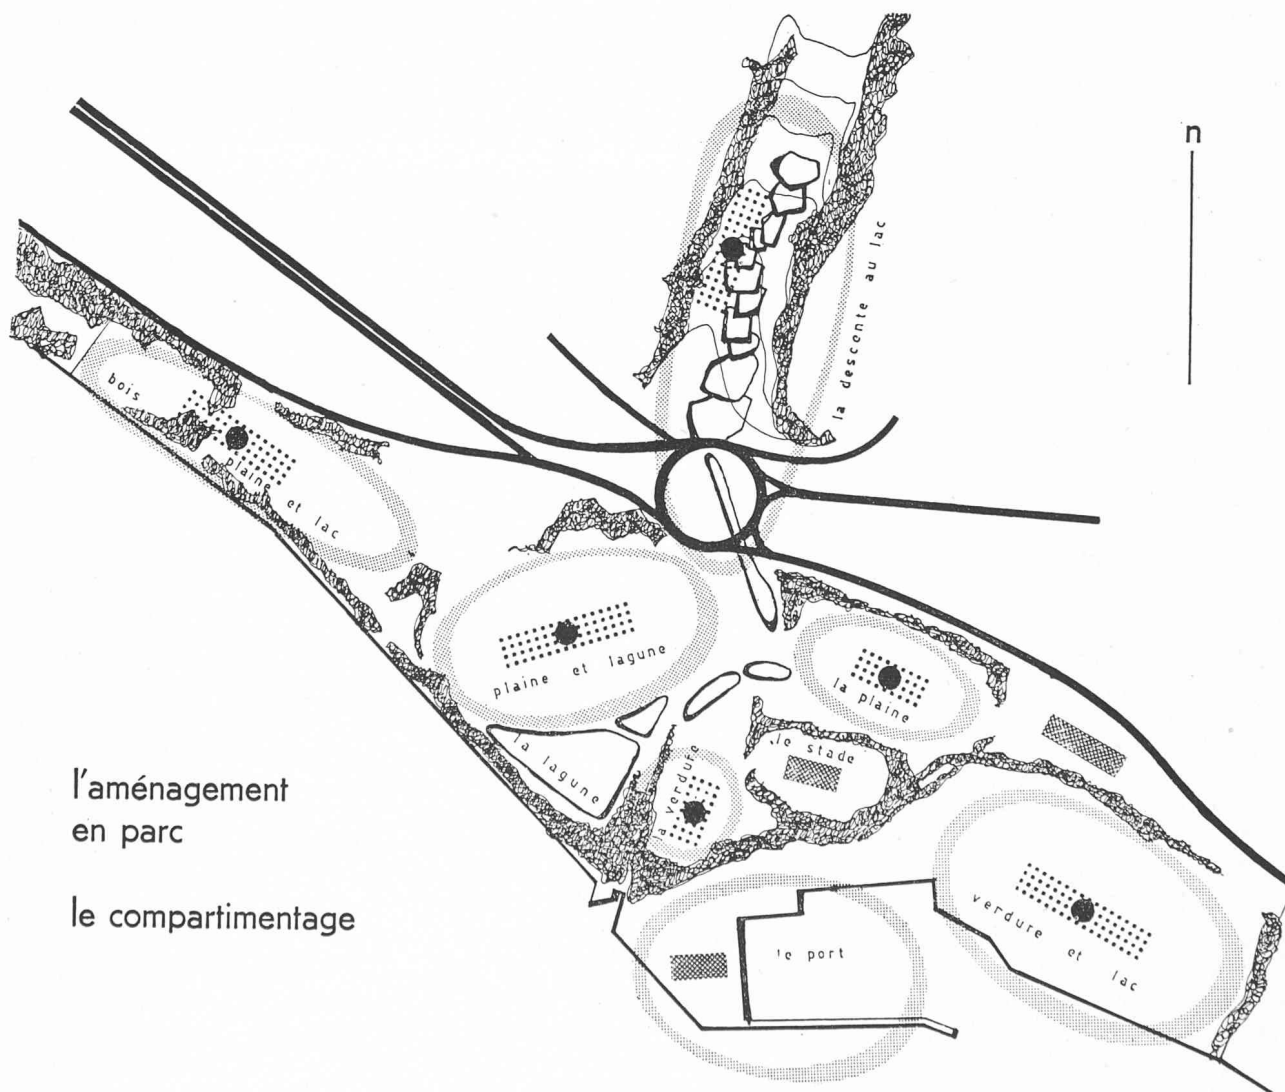 n
la descente au lac
bois
plaine et lac
plaine et lagune
la plaine
la lagune
la verdure
le stade
l'aménagement
en parc
le compartimentage
le port
verdure et lac